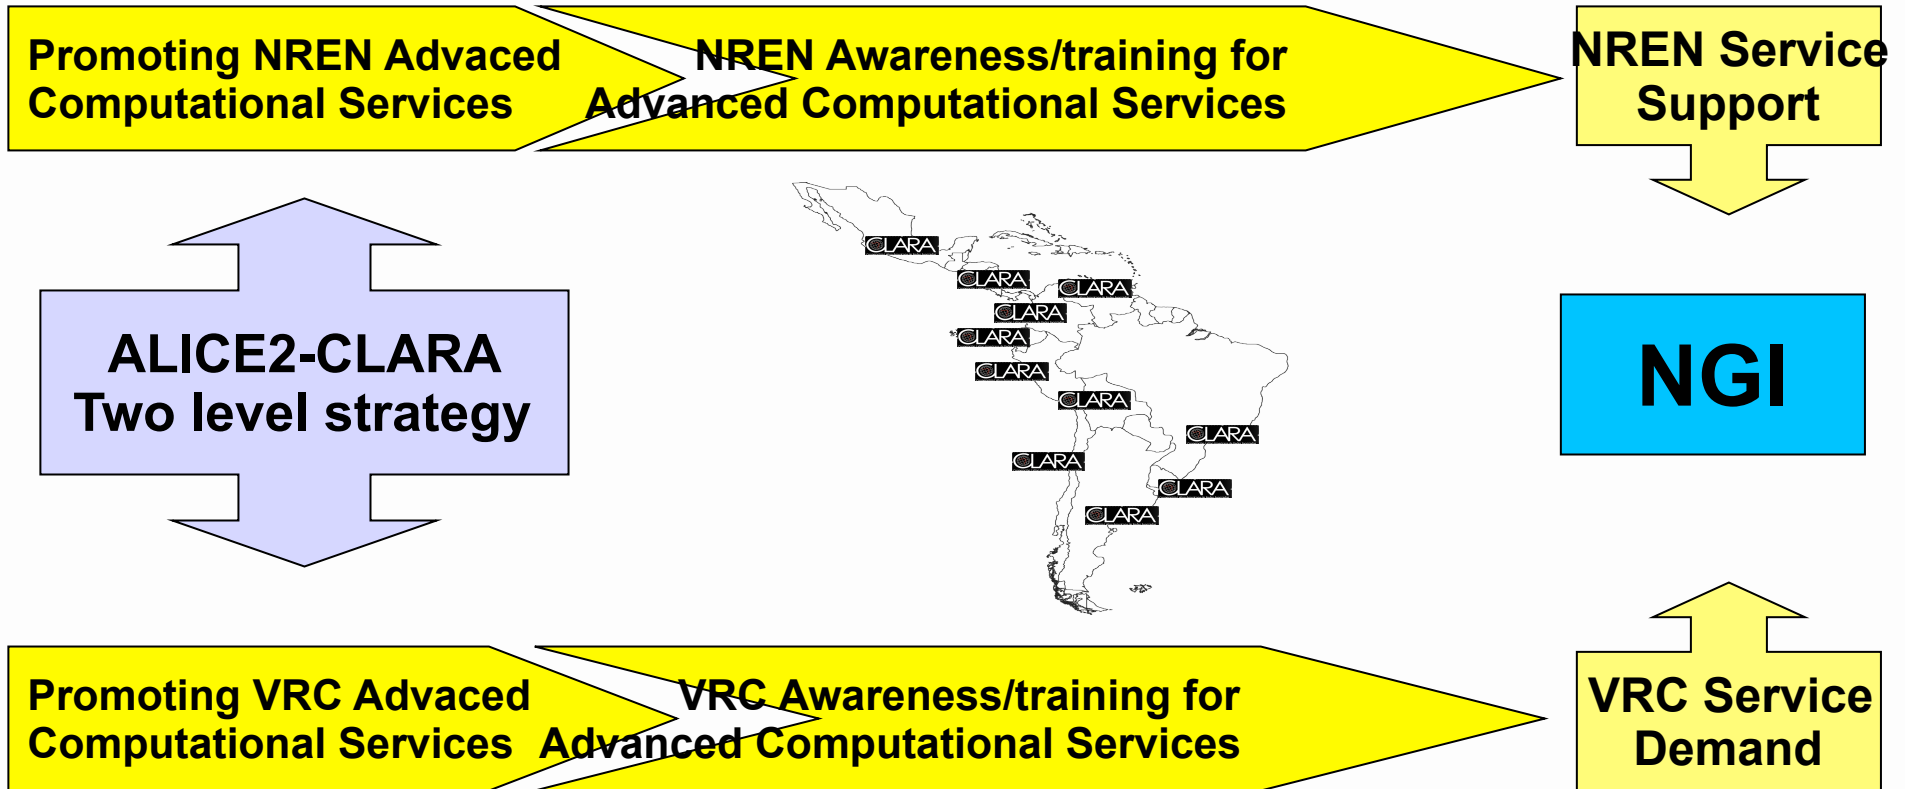 Promoting NREN Advaced
Computational Services
NREN Awareness/training for
Advanced Computational Services
NREN Service
Support
ALICE2-CLARA
Two level strategy
CLARA
CLARA
CLARA
CLARA
CLARA
CLARA
CLARA
CLARA
CLARA
CLARA
CLARA
NGI
Promoting VRC Advaced
Computational Services
VRC Awareness/training for
Advanced Computational Services
VRC Service
Demand